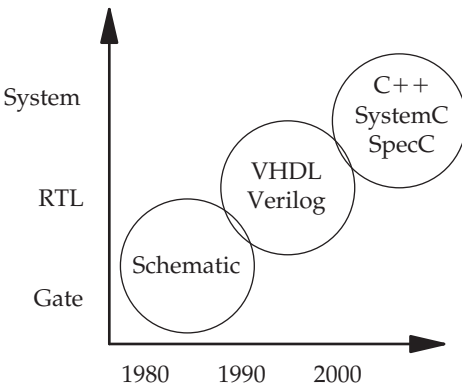 System
C++
SystemC
SpecC
RTL
VHDL
Verilog
Schematic
Gate
1980 1990 2000